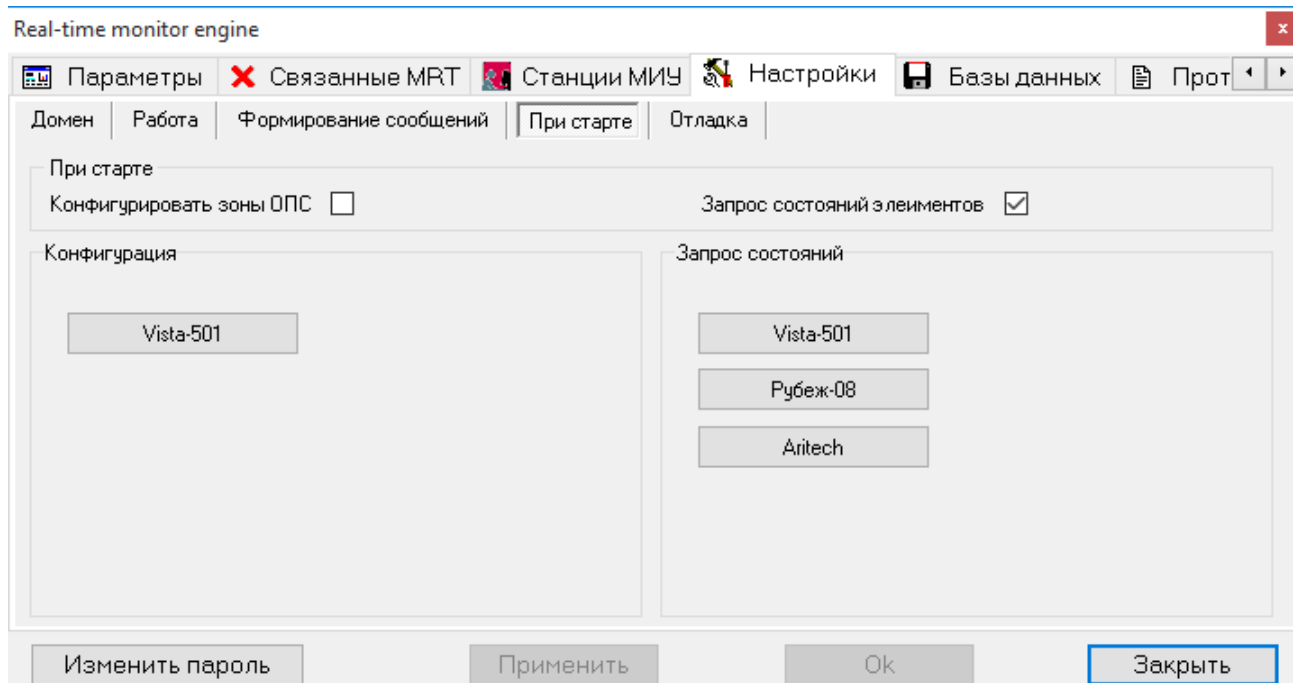 Real-time monitor engine
Параметры Связанные MRT Станции МИУ Настройки Базы данных Прот
Домен Работа Формирование сообщений При старте Отладка
При старте
Конфигурировать зоны ОПС Запрос состояний элеиментов
Конфигурация Запрос состояний
Vista-501 Vista-501
Рубеж-08
Aritech
Изменить пароль Применить Ok Закрыть